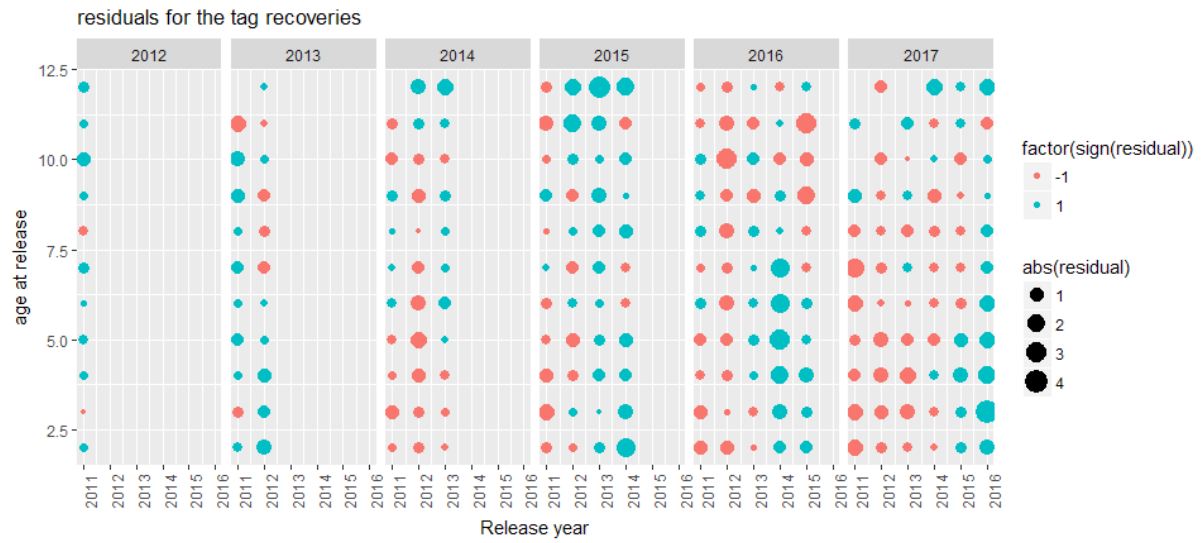 residuals for the tag recoveries
2012 2013 2014 2015 2016 2017
12.5
10.0
7.5
5.0
2.5
age at release
2011 2012 2013 2014 2015 2016 2011 2012 2013 2014 2015 2016 2011 2012 2013 2014 2015 2016 2011 2012 2013 2014 2015 2016 2011 2012 2013 2014 2015 2016 2011 2012 2013 2014 2015 2016
Release year
factor(sign(residual))
-1
1
abs(residual)
1
2
3
4